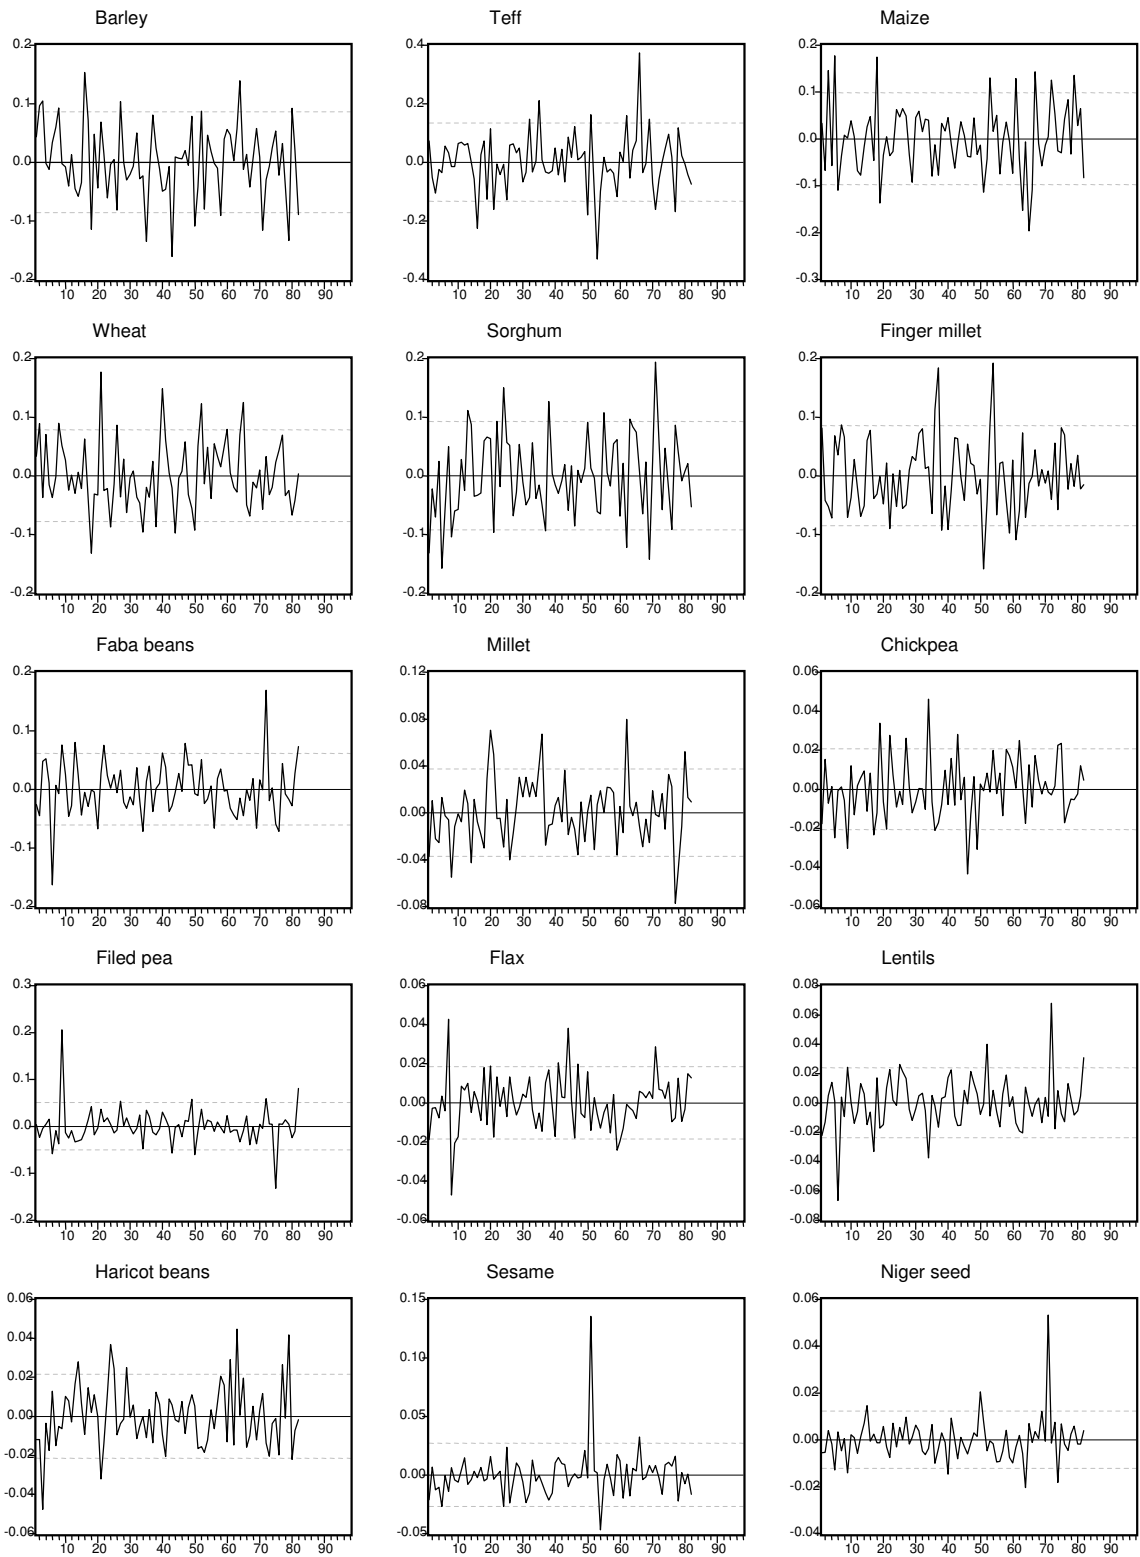 Barley Teff Maize
0.2 0.4 0.2
0.1 0.2 0.1
0.0 0.0 0.0
-0.1 -0.2 -0.1
-0.2 -0.4 -0.2
-0.3
10 20 30 40 50 60 70 80 90 10 20 30 40 50 60 70 80 90 10 20 30 40 50 60 70 80 90
Wheat Sorghum Finger millet
0.2 0.2 0.2
0.1 0.1 0.1
0.0 0.0 0.0
-0.1 -0.1 -0.1
-0.2 -0.2 -0.2
10 20 30 40 50 60 70 80 90 10 20 30 40 50 60 70 80 90 10 20 30 40 50 60 70 80 90
Faba beans Millet Chickpea
0.2 0.12 0.06
0.1 0.08 0.04
0.04 0.02
0.0 0.00 0.00
-0.1 -0.04 -0.02
-0.04
-0.2 -0.08 -0.06
10 20 30 40 50 60 70 80 90 10 20 30 40 50 60 70 80 90 10 20 30 40 50 60 70 80 90
Filed pea Flax Lentils
0.3 0.06 0.08
0.2 0.04 0.06
0.04
0.1 0.02 0.02
0.0 0.00 0.00
-0.02 -0.02
-0.1 -0.04 -0.04
-0.06
-0.2 -0.06 -0.08
10 20 30 40 50 60 70 80 90 10 20 30 40 50 60 70 80 90 10 20 30 40 50 60 70 80 90
Haricot beans Sesame Niger seed
0.06 0.15 0.06
0.04 0.10 0.04
0.02 0.05 0.02
0.00 0.00 0.00
-0.02 -0.02
-0.04
-0.06 -0.05 -0.04
10 20 30 40 50 60 70 80 90 10 20 30 40 50 60 70 80 90 10 20 30 40 50 60 70 80 90